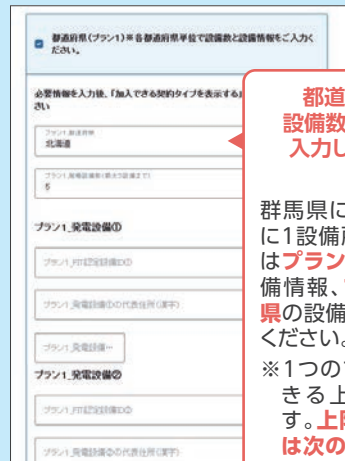 都道府県(プラン1)※各都道府県単位で設備数と設備情報をご入力く
ださい。
必要情報を入力後、「加入できる契約タイプを表示する
さい
プラン1_都道府県
北海道
プラン1_発電設備数(最大5設備まで)
5
プラン1_発電設備①
プラン1_FIT認定設備ID①
プラン1_発電設備①の代表住所(漢字)
プラン1_発電設備…
プラン1_発電設備②
プラン1_FIT認定設備ID②
プラン1_発電設備②の代表住所(漢字)
都道
設備数
入力し
群馬県に
に1設備所
はプラン
備情報、
県の設備
ください。
※1つの
きる上
す。上限
は次の